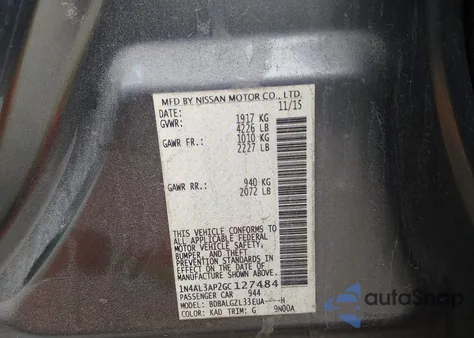 MFD BY NISSAN MOTOR CO., LTD.
DATE: 11/15
GVWR: 1917 KG
4226 LB
GAWR FR.: 1010 KG
2227 LB
GAWR RR.: 940 KG
2072 LB
THIS VEHICLE CONFORMS TO
ALL APPLICABLE FEDERAL
MOTOR VEHICLE SAFETY,
BUMPER, AND THEFT
PREVENTION STANDARDS IN
EFFECT ON THE DATE OF
MANUFACTURE SHOWN ABOVE.
1N4AL3AP2GC127484
PASSENGER CAR 944
MODEL: BDBALGZL33EUA----H
COLOR: KAD TRIM: G 9N00A
autoSnap